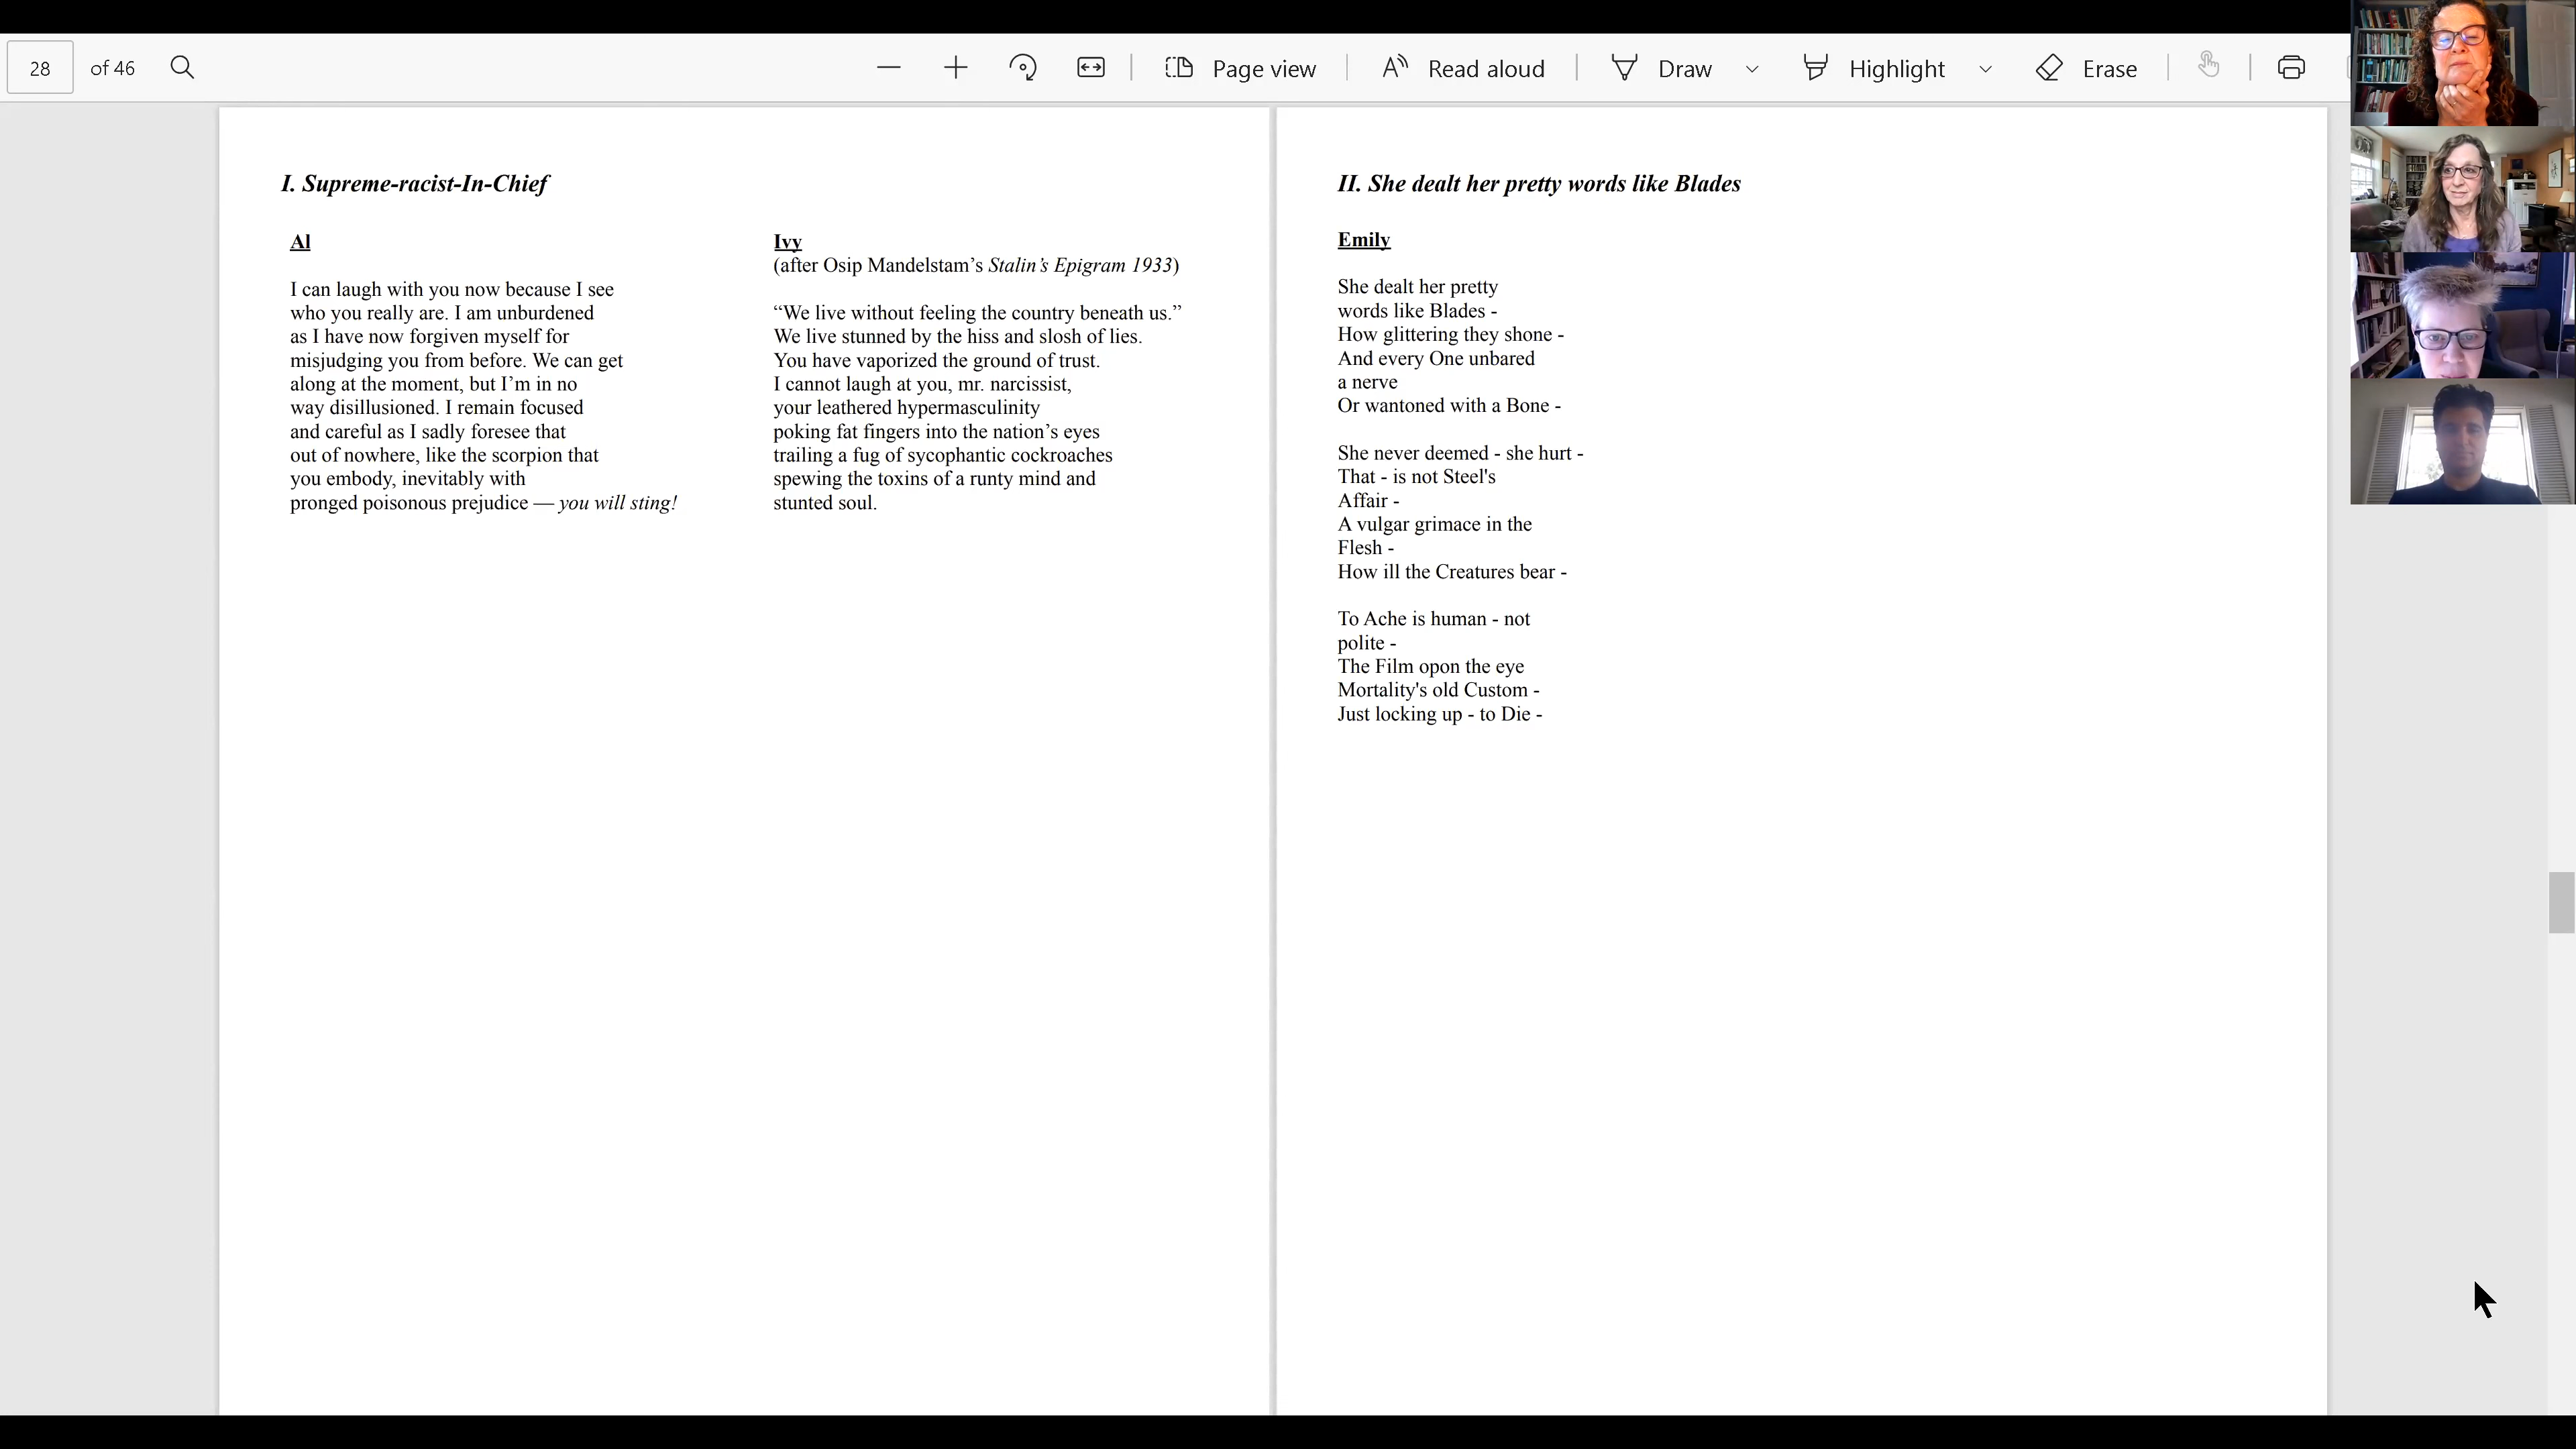 28 of 46 Page view Read aloud Draw Highlight Erase
I. Supreme-racist-In-Chief
Al
I can laugh with you now because I see
who you really are. I am unburdened
as I have now forgiven myself for
misjudging you from before. We can get
along at the moment, but I’m in no
way disillusioned. I remain focused
and careful as I sadly foresee that
out of nowhere, like the scorpion that
you embody, inevitably with
pronged poisonous prejudice — you will sting!
Ivy
(after Osip Mandelstam’s Stalin’s Epigram 1933)
“We live without feeling the country beneath us.”
We live stunned by the hiss and slosh of lies.
You have vaporized the ground of trust.
I cannot laugh at you, mr. narcissist,
your leathered hypermasculinity
poking fat fingers into the nation’s eyes
trailing a fug of sycophantic cockroaches
spewing the toxins of a runty mind and
stunted soul.
II. She dealt her pretty words like Blades
Emily
She dealt her pretty
words like Blades -
How glittering they shone -
And every One unbared
a nerve
Or wantoned with a Bone -
She never deemed - she hurt -
That - is not Steel's
Affair -
A vulgar grimace in the
Flesh -
How ill the Creatures bear -
To Ache is human - not
polite -
The Film opon the eye
Mortality's old Custom -
Just locking up - to Die -